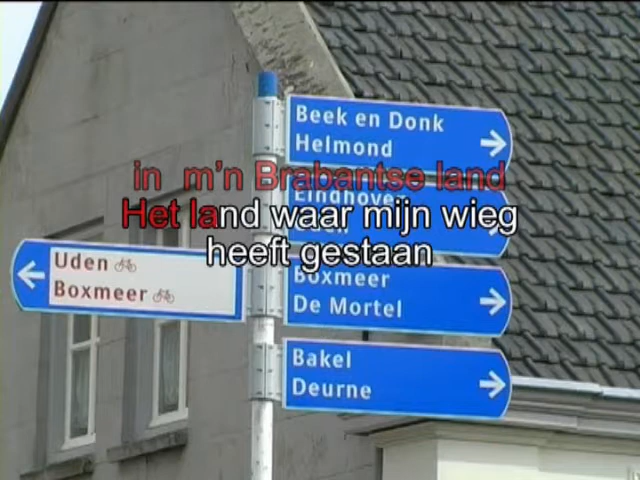 Beek en Donk
Helmond
in m'n Brabantse land
Eindhoven
Het land waar mijn wieg
heeft gestaan
Uden
Boxmeer
Boxmeer
De Mortel
Bakel
Deurne